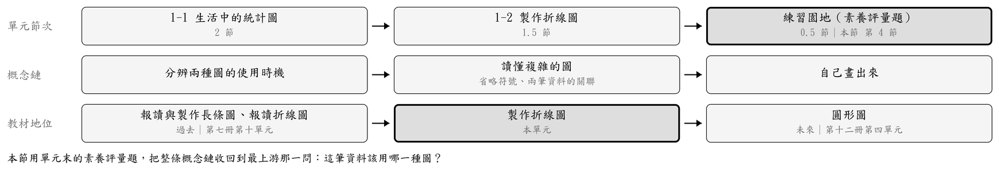 單元節次
1-1 生活中的統計圖
2 節
1-2 製作折線圖
1.5 節
練習園地（素養評量題）
0.5 節｜本節 第 4 節
概念鏈
分辨兩種圖的使用時機
讀懂複雜的圖
省略符號、兩筆資料的關聯
自己畫出來
教材地位
報讀與製作長條圖、報讀折線圖
過去｜第七冊第十單元
製作折線圖
本單元
圓形圖
未來｜第十二冊第四單元
本節用單元末的素養評量題，把整條概念鏈收回到最上游那一問：這筆資料該用哪一種圖？